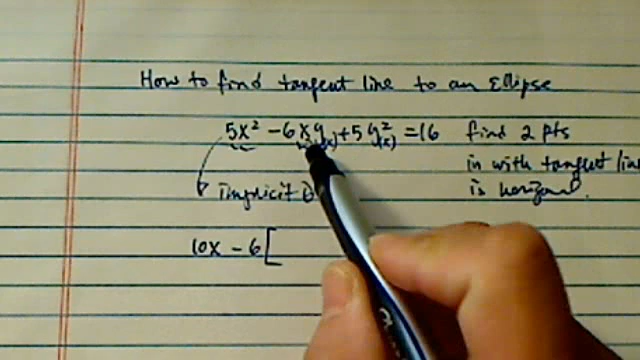 How to find tangent line to an Ellipse
5x² - 6xy + 5y²(x) = 16 find 2 pts
in with tangent line
implicit D is horizontal.
10x - 6[